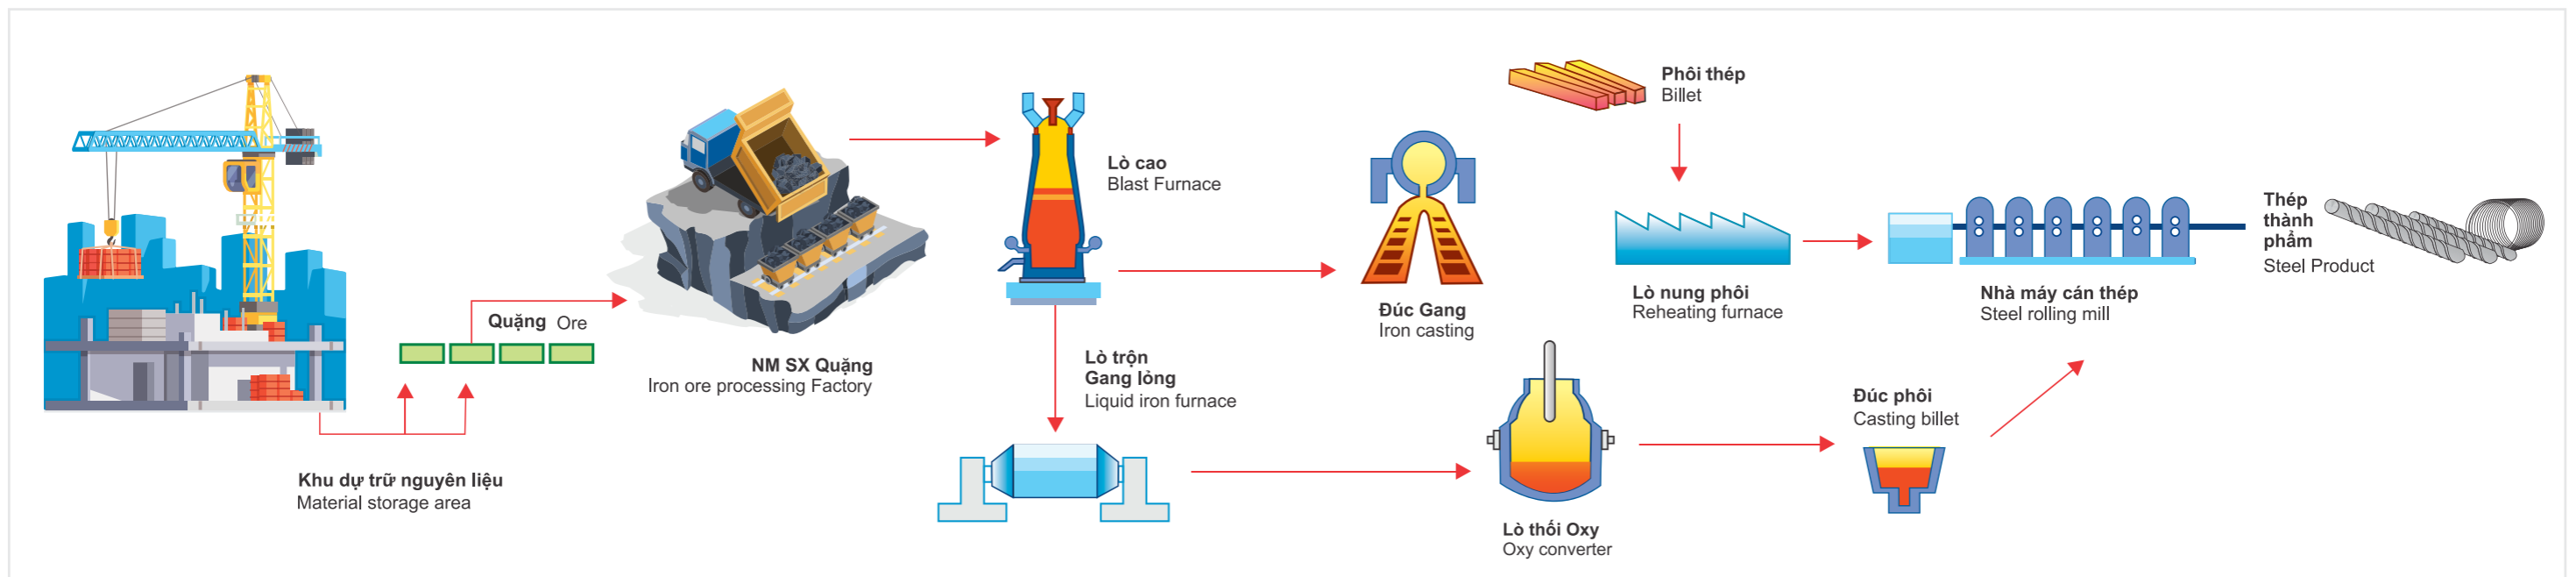 Khu dự trữ nguyên liệu
Material storage area
Quặng Ore
NM SX Quặng
Iron ore processing Factory
Lò cao
Blast Furnace
Lò trộn
Gang lỏng
Liquid iron furnace
Đúc Gang
Iron casting
Phôi thép
Billet
Lò nung phôi
Reheating furnace
Lò thối Oxy
Oxy converter
Đúc phôi
Casting billet
Nhà máy cán thép
Steel rolling mill
Thép
thành
phẩm
Steel Product